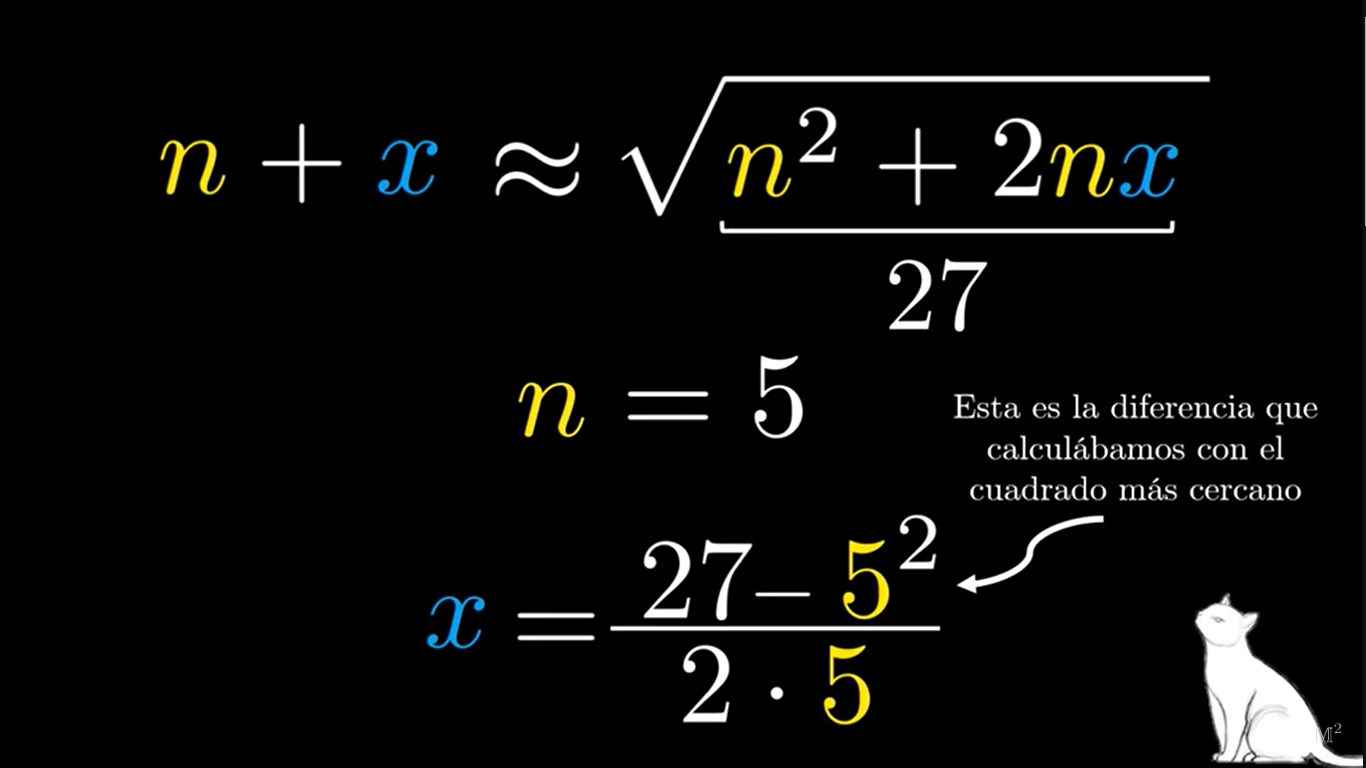 n + x ≈ √(n² + 2nx)
27
n = 5
Esta es la diferencia que
calculábamos con el
cuadrado más cercano
x = (27 – 5²) / (2 · 5)
𝕄²